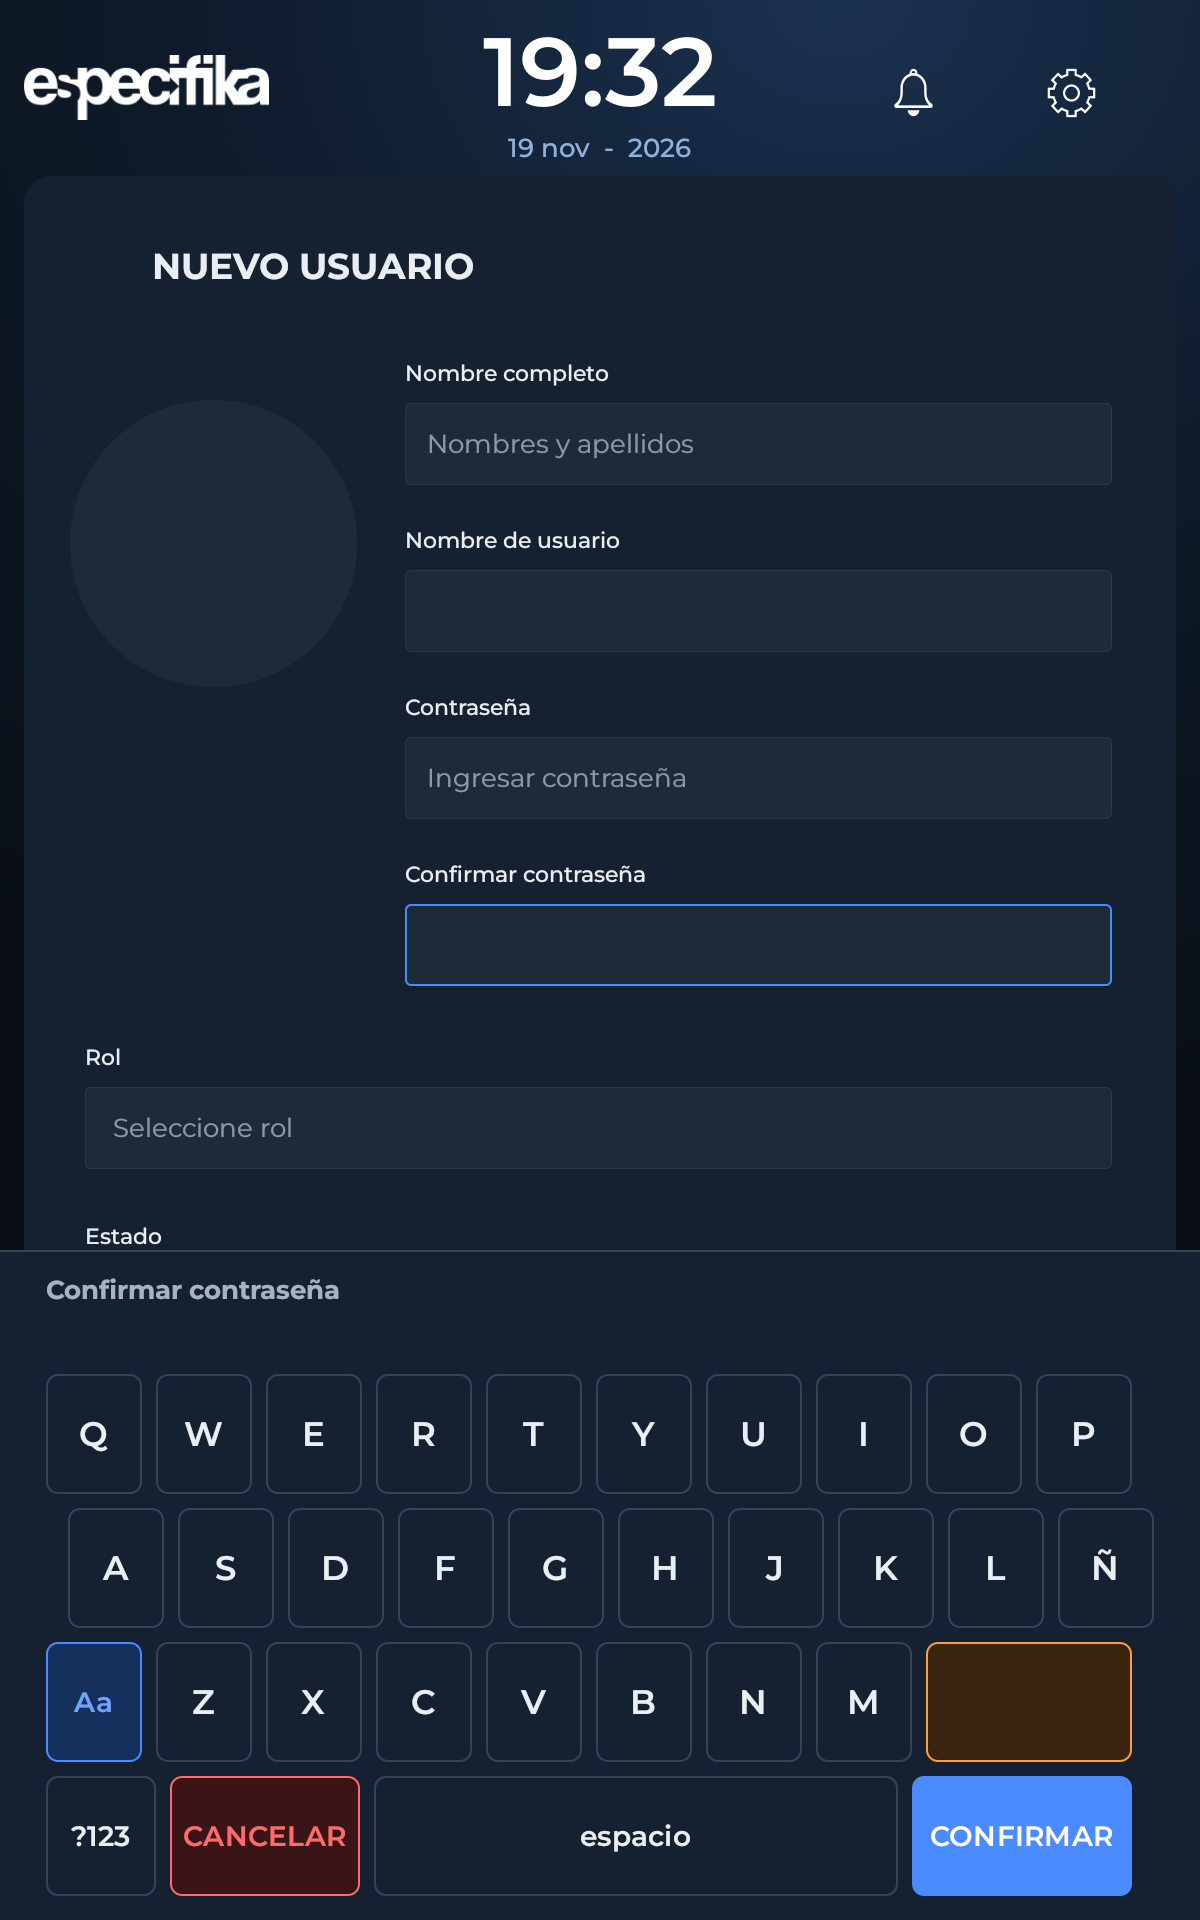 especifika
19:32
19 nov - 2026
NUEVO USUARIO
Nombre completo
Nombres y apellidos
Nombre de usuario
Contraseña
Ingresar contraseña
Confirmar contraseña
Rol
Seleccione rol
Estado
Confirmar contraseña
Q W E R T Y U I O P
A S D F G H J K L Ñ
Aa Z X C V B N M
?123 CANCELAR espacio CONFIRMAR